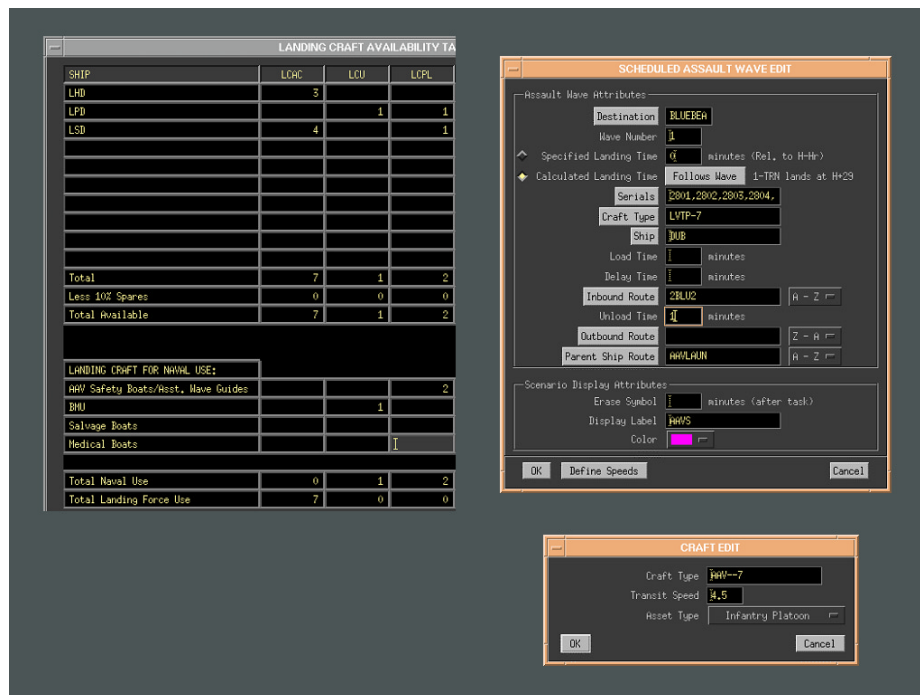 LANDING CRAFT AVAILABILITY TA
SHIP LCAC LCU LCPL
LHD 3
LPD 1 1
LSD 4 1
Total 7 1 2
Less 10% Spares 0 0 0
Total Available 7 1 2
LANDING CRAFT FOR NAVAL USE:
AAV Safety Boats/Asst. Wave Guides 2
BMU 1
Salvage Boats
Medical Boats
Total Naval Use 0 1 2
Total Landing Force Use 7 0 0
SCHEDULED ASSAULT WAVE EDIT
Assault Wave Attributes
Destination BLUEBEA
Wave Number 1
Specified Landing Time 0 minutes (Rel. to H-Hr)
Calculated Landing Time Follows Wave 1-TRN lands at H+29
Serials 2801,2802,2803,2804,
Craft Type LVTP-7
Ship DUB
Load Time minutes
Delay Time minutes
Inbound Route 2BLU2 A - Z
Unload Time 1 minutes
Outbound Route Z - A
Parent Ship Route AAVLAUN A - Z
Scenario Display Attributes
Erase Symbol minutes (after task)
Display Label AAVS
Color
OK Define Speeds Cancel
CRAFT EDIT
Craft Type AAV--7
Transit Speed 4.5
Asset Type Infantry Platoon
OK Cancel